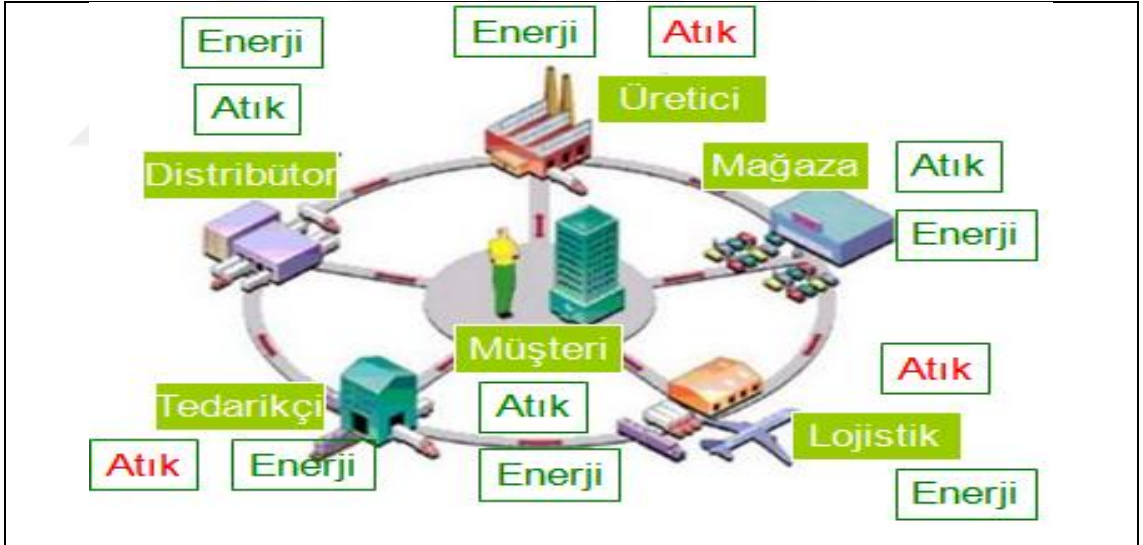 Enerji
Enerji Atık
Atık
Üretici
Distribütor
Mağaza
Atık
Enerji
Müşteri
Atık
Tedarikçi
Atık
Lojistik
Atık Enerji
Enerji
Enerji